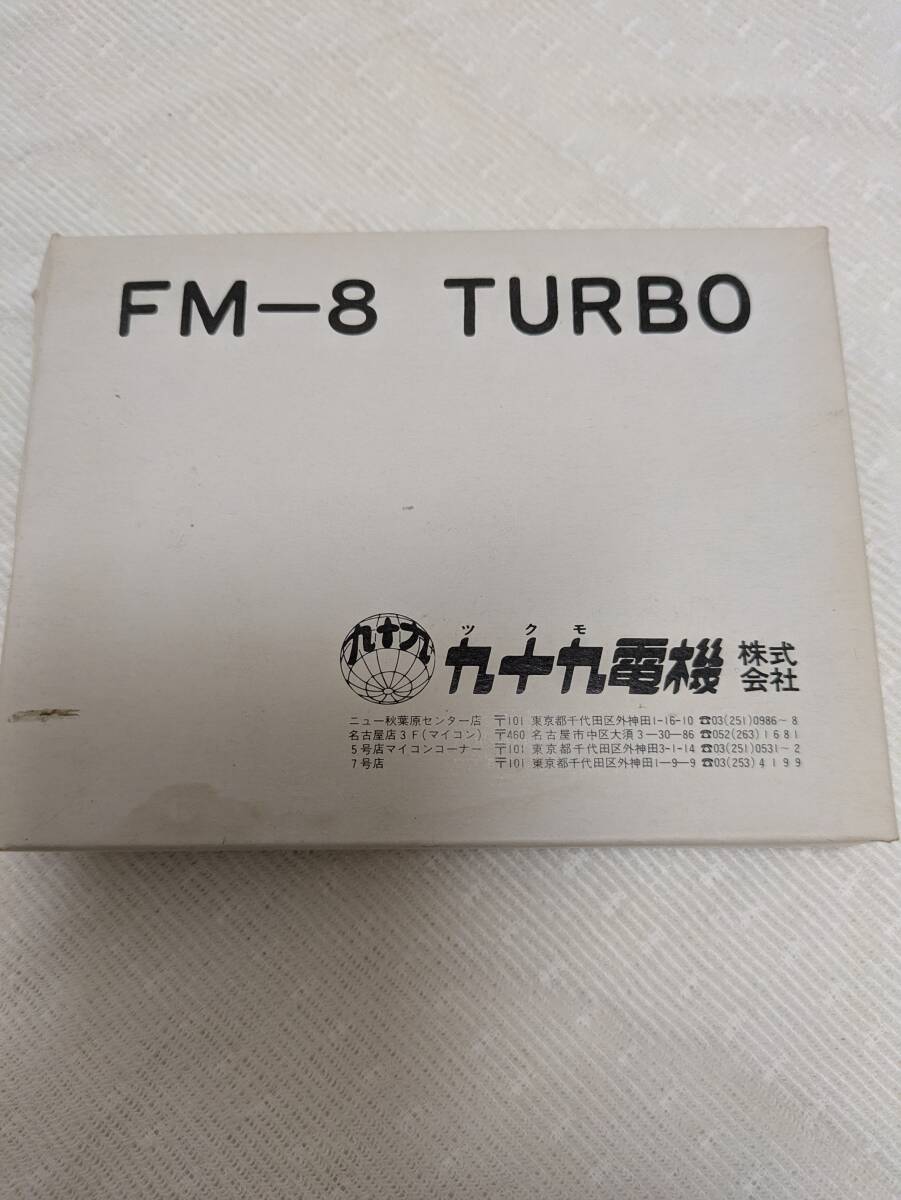 FM-8 TURBO
九十九
ツクモ
九十九電機 株式会社
ニュー秋葉原センター店 〒101 東京都千代田区外神田1-16-10 ☎03(251)0986~8
名古屋店3F(マイコン) 〒460 名古屋市中区大須3-30-86 ☎052(263)1681
5号店マイコンコーナー 〒101 東京都千代田区外神田3-1-14 ☎03(251)0531~2
7号店 〒101 東京都千代田区外神田1-9-9 ☎03(253)4199